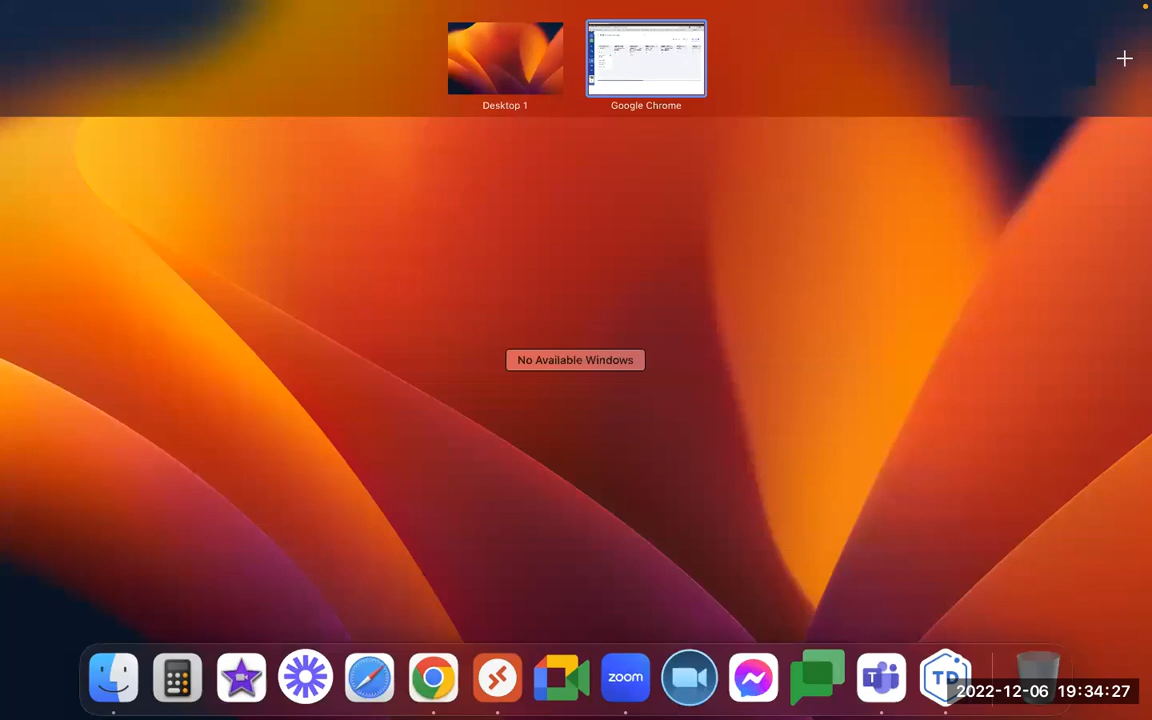 Desktop 1
Google Chrome
No Available Windows
zoom
T
TD
2022-12-06 19:34:27